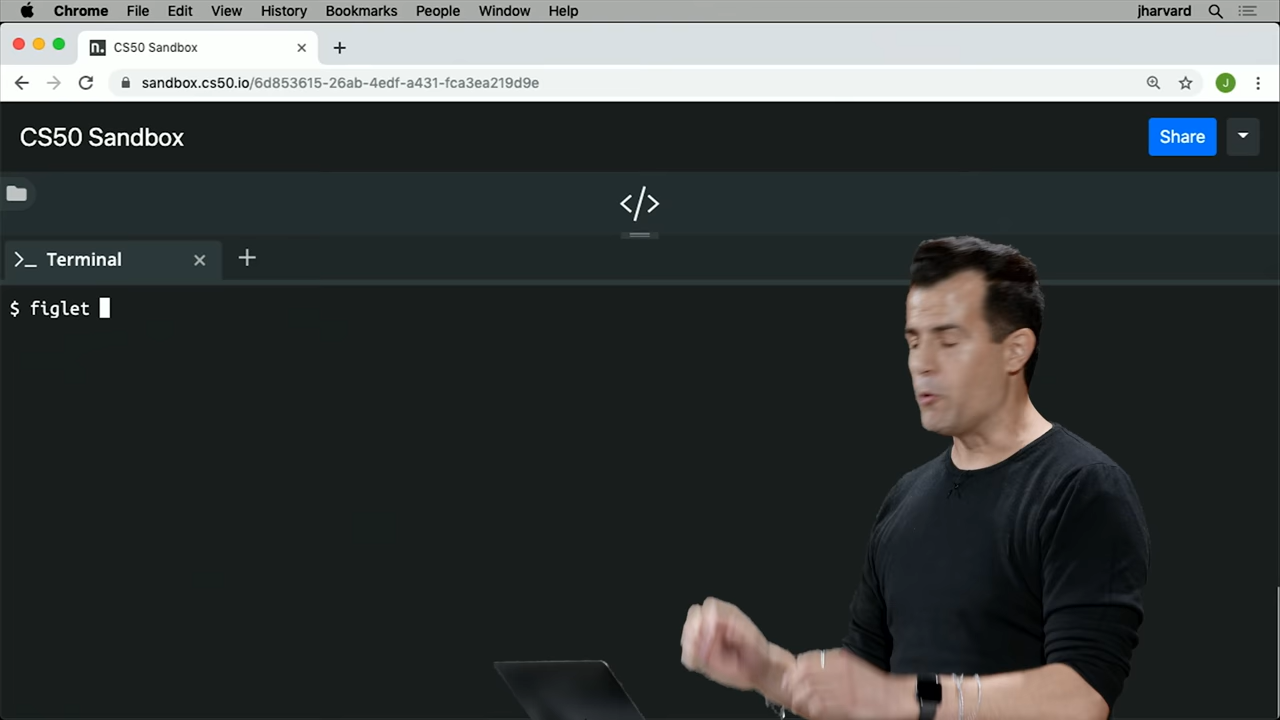 Chrome File Edit View History Bookmarks People Window Help jharvard
n. CS50 Sandbox
sandbox.cs50.io/6d853615-26ab-4edf-a431-fca3ea219d9e J
CS50 Sandbox Share
</>
>_ Terminal
$ figlet